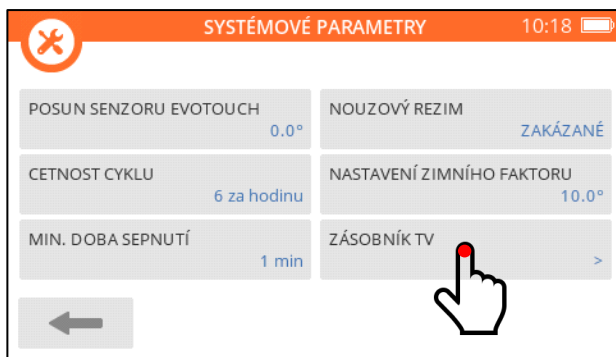 SYSTÉMOVÉ PARAMETRY 10:18
POSUN SENZORU EVOTOUCH
0.0°
NOUZOVÝ REZIM
ZAKÁZANÉ
CETNOST CYKLU
6 za hodinu
NASTAVENÍ ZIMNÍHO FAKTORU
10.0°
MIN. DOBA SEPNUTÍ
1 min
ZÁSOBNÍK TV
>